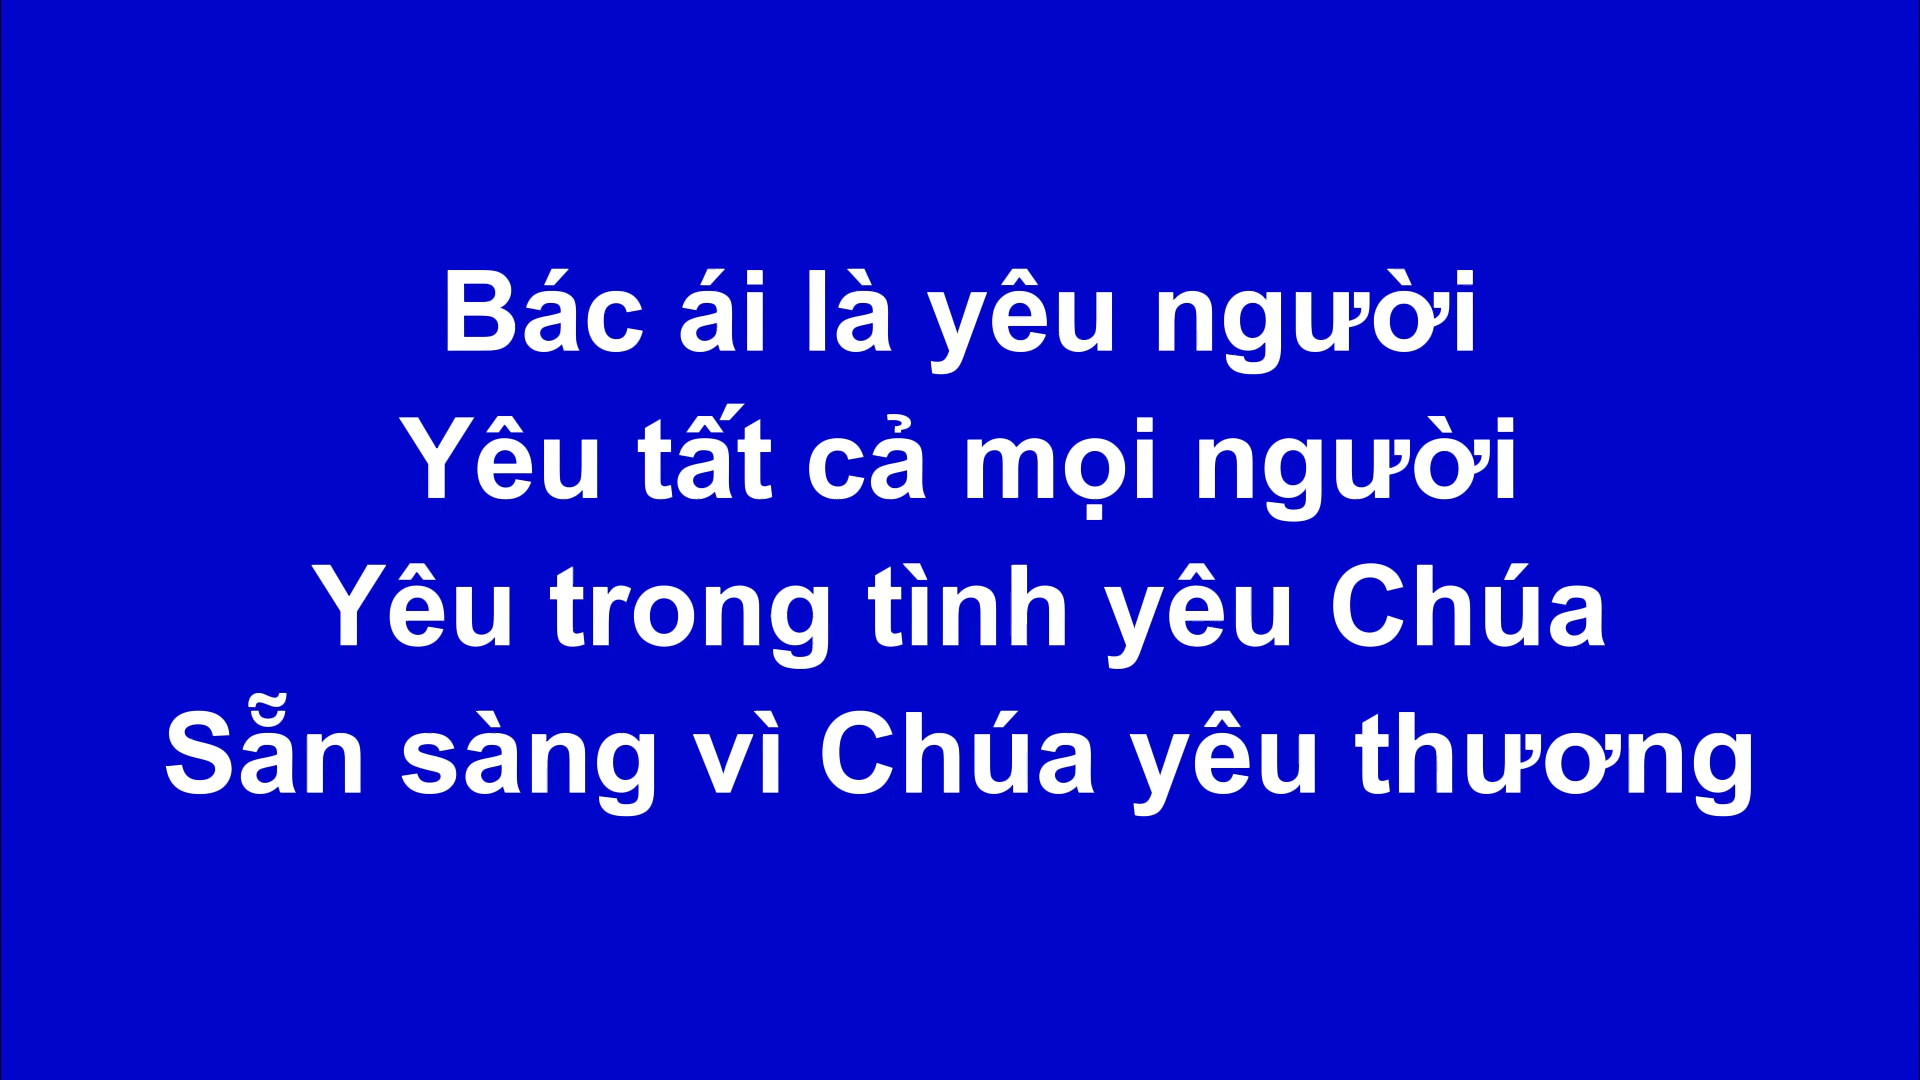 Bác ái là yêu người
Yêu tất cả mọi người
Yêu trong tình yêu Chúa
Sẵn sàng vì Chúa yêu thương